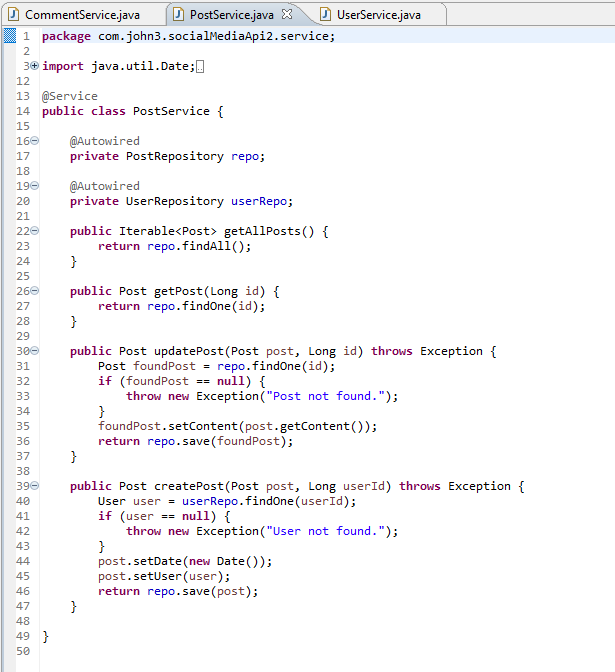 CommentService.java PostService.java UserService.java
1 package com.john3.socialMediaApi2.service;
2
3 import java.util.Date;
12
13 @Service
14 public class PostService {
15
16     @Autowired
17     private PostRepository repo;
18
19     @Autowired
20     private UserRepository userRepo;
21
22     public Iterable<Post> getAllPosts() {
23         return repo.findAll();
24     }
25
26     public Post getPost(Long id) {
27         return repo.findOne(id);
28     }
29
30     public Post updatePost(Post post, Long id) throws Exception {
31         Post foundPost = repo.findOne(id);
32         if (foundPost == null) {
33             throw new Exception("Post not found.");
34         }
35         foundPost.setContent(post.getContent());
36         return repo.save(foundPost);
37     }
38
39     public Post createPost(Post post, Long userId) throws Exception {
40         User user = userRepo.findOne(userId);
41         if (user == null) {
42             throw new Exception("User not found.");
43         }
44         post.setDate(new Date());
45         post.setUser(user);
46         return repo.save(post);
47     }
48
49 }
50